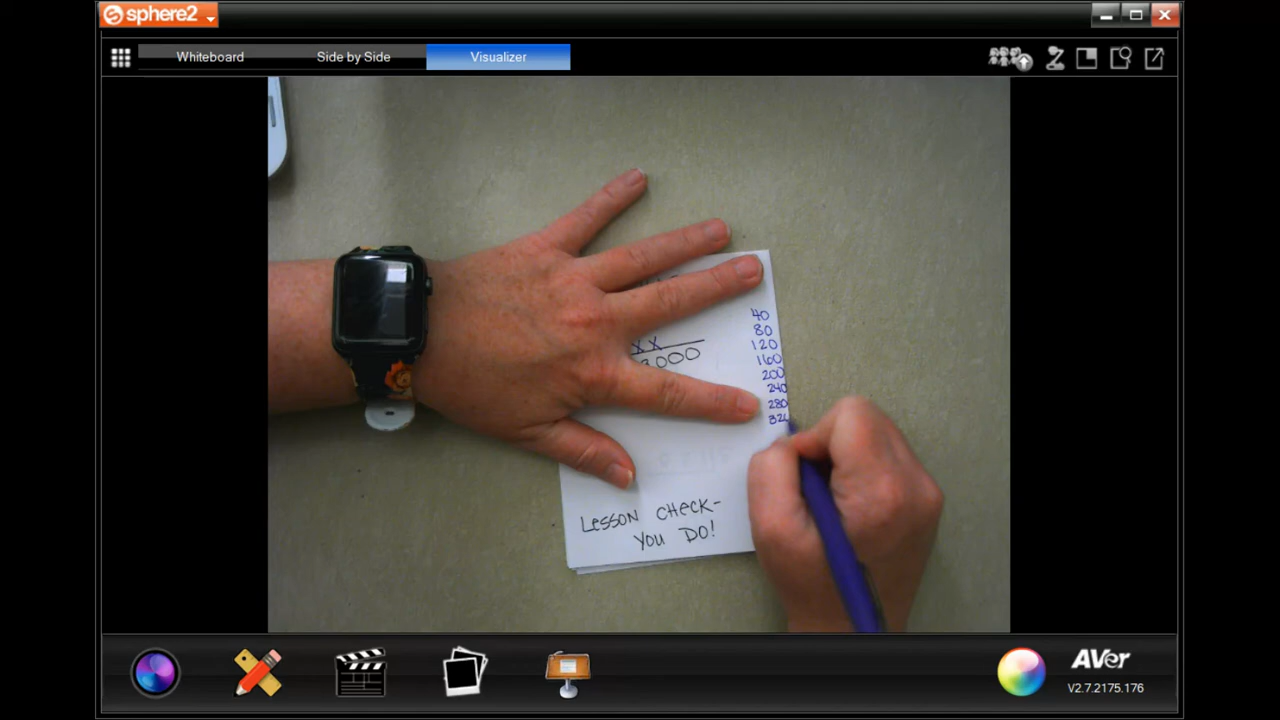 sphere2
Whiteboard
Side by Side
Visualizer
40
80
120
160
200
240
280
XX
3000
Lesson Check-
You Do!
AVer
V2.7.2175.176